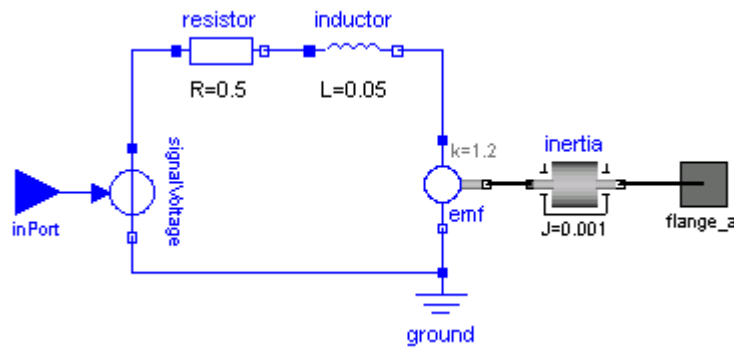 resistor
inductor
R=0.5
L=0.05
signalVoltage
k=1.2
inertia
inPort
emf
J=0.001
flange_a
ground